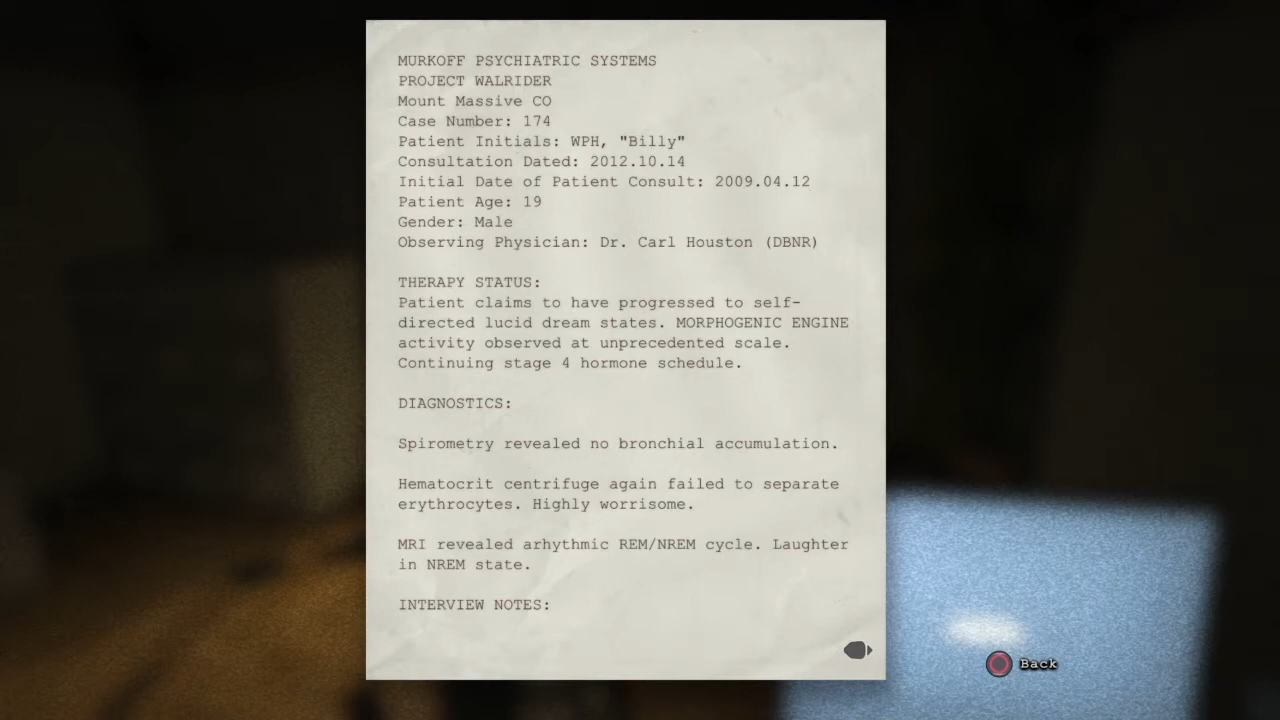 MURKOFF PSYCHIATRIC SYSTEMS
PROJECT WALRIDER
Mount Massive CO
Case Number: 174
Patient Initials: WPH, "Billy"
Consultation Dated: 2012.10.14
Initial Date of Patient Consult: 2009.04.12
Patient Age: 19
Gender: Male
Observing Physician: Dr. Carl Houston (DBNR)
THERAPY STATUS:
Patient claims to have progressed to self-
directed lucid dream states. MORPHOGENIC ENGINE
activity observed at unprecedented scale.
Continuing stage 4 hormone schedule.
DIAGNOSTICS:
Spirometry revealed no bronchial accumulation.
Hematocrit centrifuge again failed to separate
erythrocytes. Highly worrisome.
MRI revealed arhythmic REM/NREM cycle. Laughter
in NREM state.
INTERVIEW NOTES:
Back